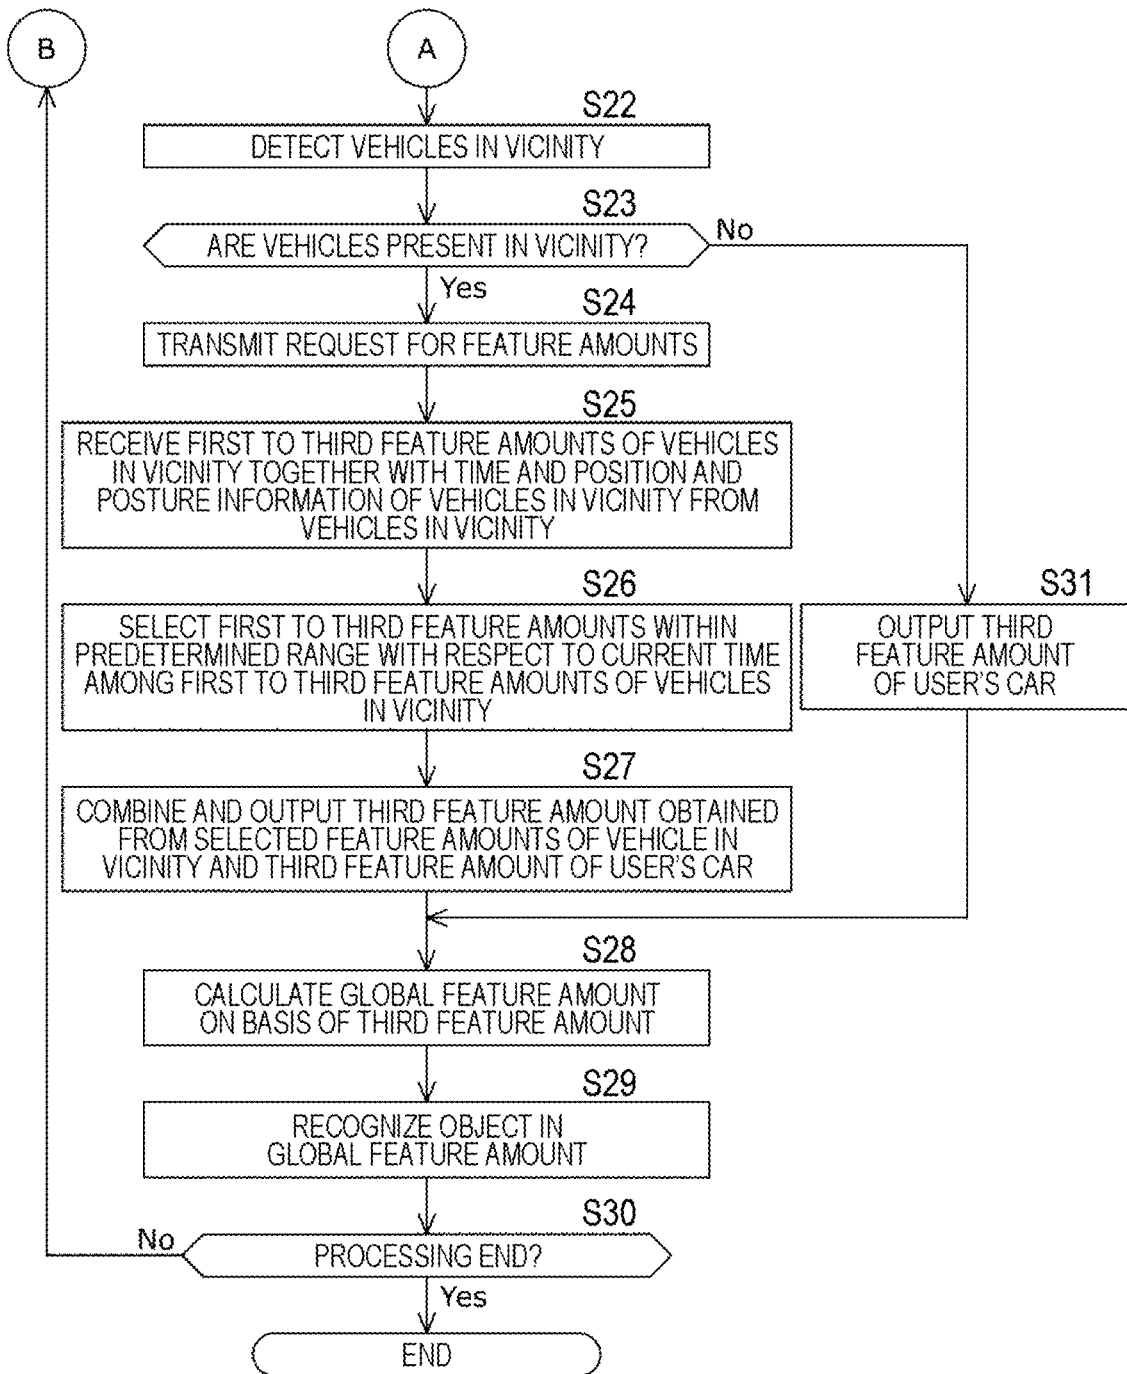 B
A
S22
DETECT VEHICLES IN VICINITY
S23
ARE VEHICLES PRESENT IN VICINITY?
No
Yes
S24
TRANSMIT REQUEST FOR FEATURE AMOUNTS
S25
RECEIVE FIRST TO THIRD FEATURE AMOUNTS OF VEHICLES
IN VICINITY TOGETHER WITH TIME AND POSITION AND
POSTURE INFORMATION OF VEHICLES IN VICINITY FROM
VEHICLES IN VICINITY
S26
SELECT FIRST TO THIRD FEATURE AMOUNTS WITHIN
PREDETERMINED RANGE WITH RESPECT TO CURRENT TIME
AMONG FIRST TO THIRD FEATURE AMOUNTS OF VEHICLES
IN VICINITY
S31
OUTPUT THIRD
FEATURE AMOUNT
OF USER'S CAR
S27
COMBINE AND OUTPUT THIRD FEATURE AMOUNT OBTAINED
FROM SELECTED FEATURE AMOUNTS OF VEHICLE IN
VICINITY AND THIRD FEATURE AMOUNT OF USER'S CAR
S28
CALCULATE GLOBAL FEATURE AMOUNT
ON BASIS OF THIRD FEATURE AMOUNT
S29
RECOGNIZE OBJECT IN
GLOBAL FEATURE AMOUNT
S30
No
PROCESSING END?
Yes
END